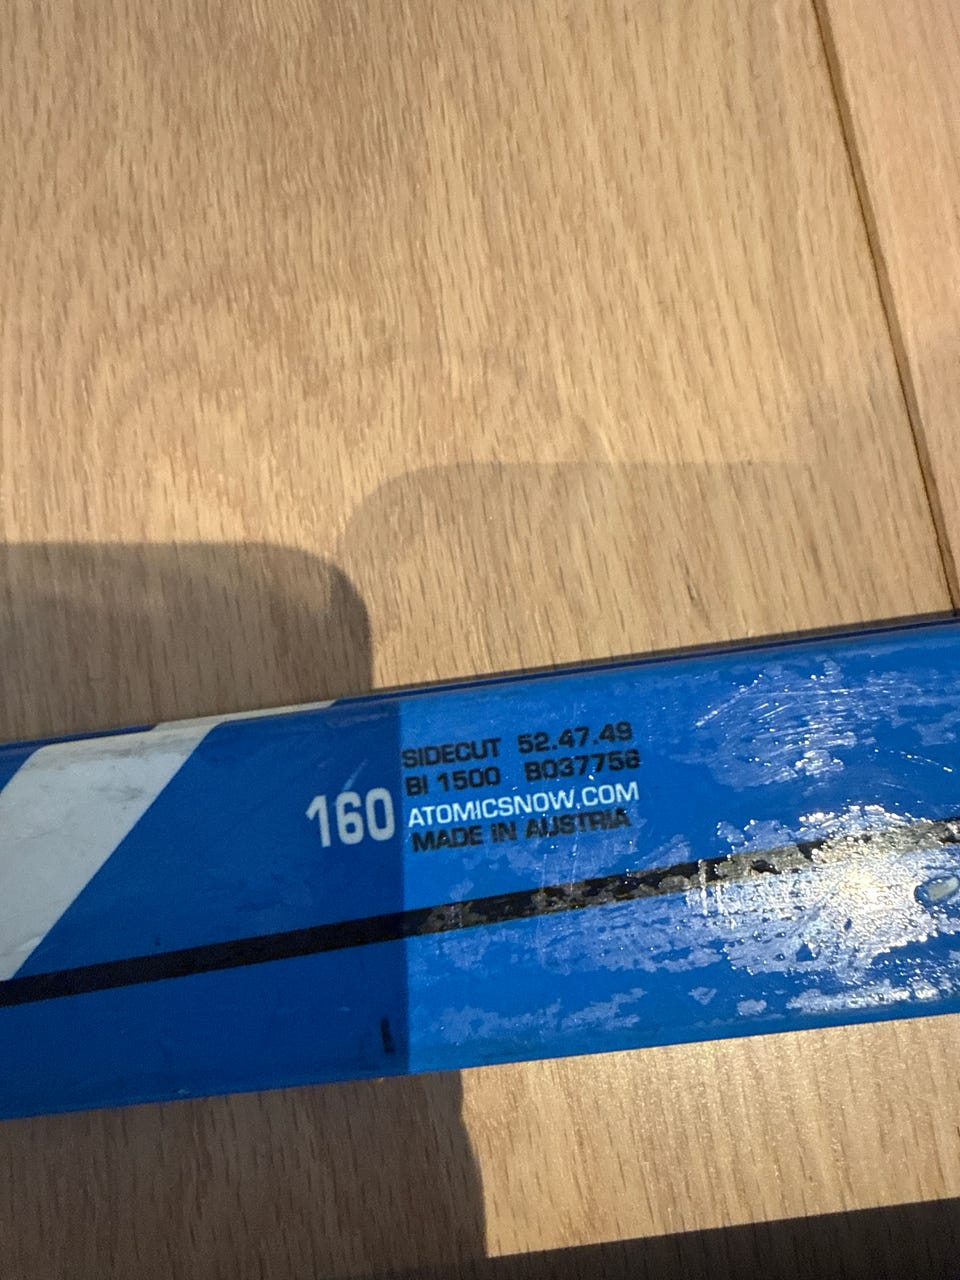 160
SIDECUT 52.47.49
BI 1500 B037756
ATOMICSNOW.COM
MADE IN AUSTRIA